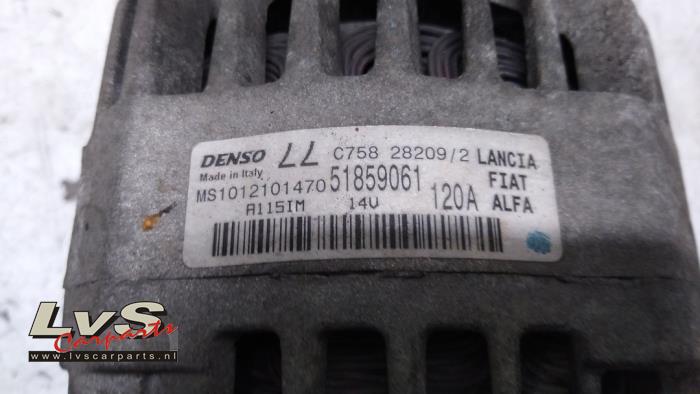 DENSO LL C758 28209/2 LANCIA
Made in Italy
MS1012101470 51859061 120A FIAT
A115IM 14V ALFA
LvS
Carparts
www.lvscarparts.nl